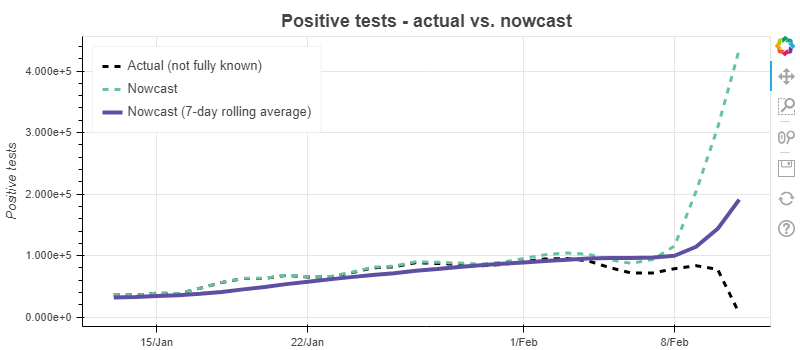 Positive tests - actual vs. nowcast
Actual (not fully known)
Nowcast
Nowcast (7-day rolling average)
Positive tests
4.000e+5
3.000e+5
2.000e+5
1.000e+5
0.000e+0
15/Jan
22/Jan
1/Feb
8/Feb